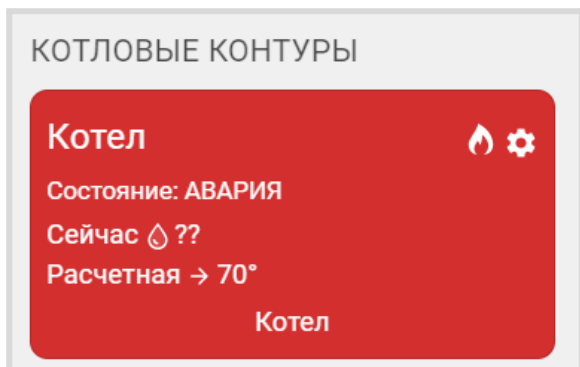 КОТЛОВЫЕ КОНТУРЫ
Котел
Состояние: АВАРИЯ
Сейчас ??
Расчетная → 70°
Котел